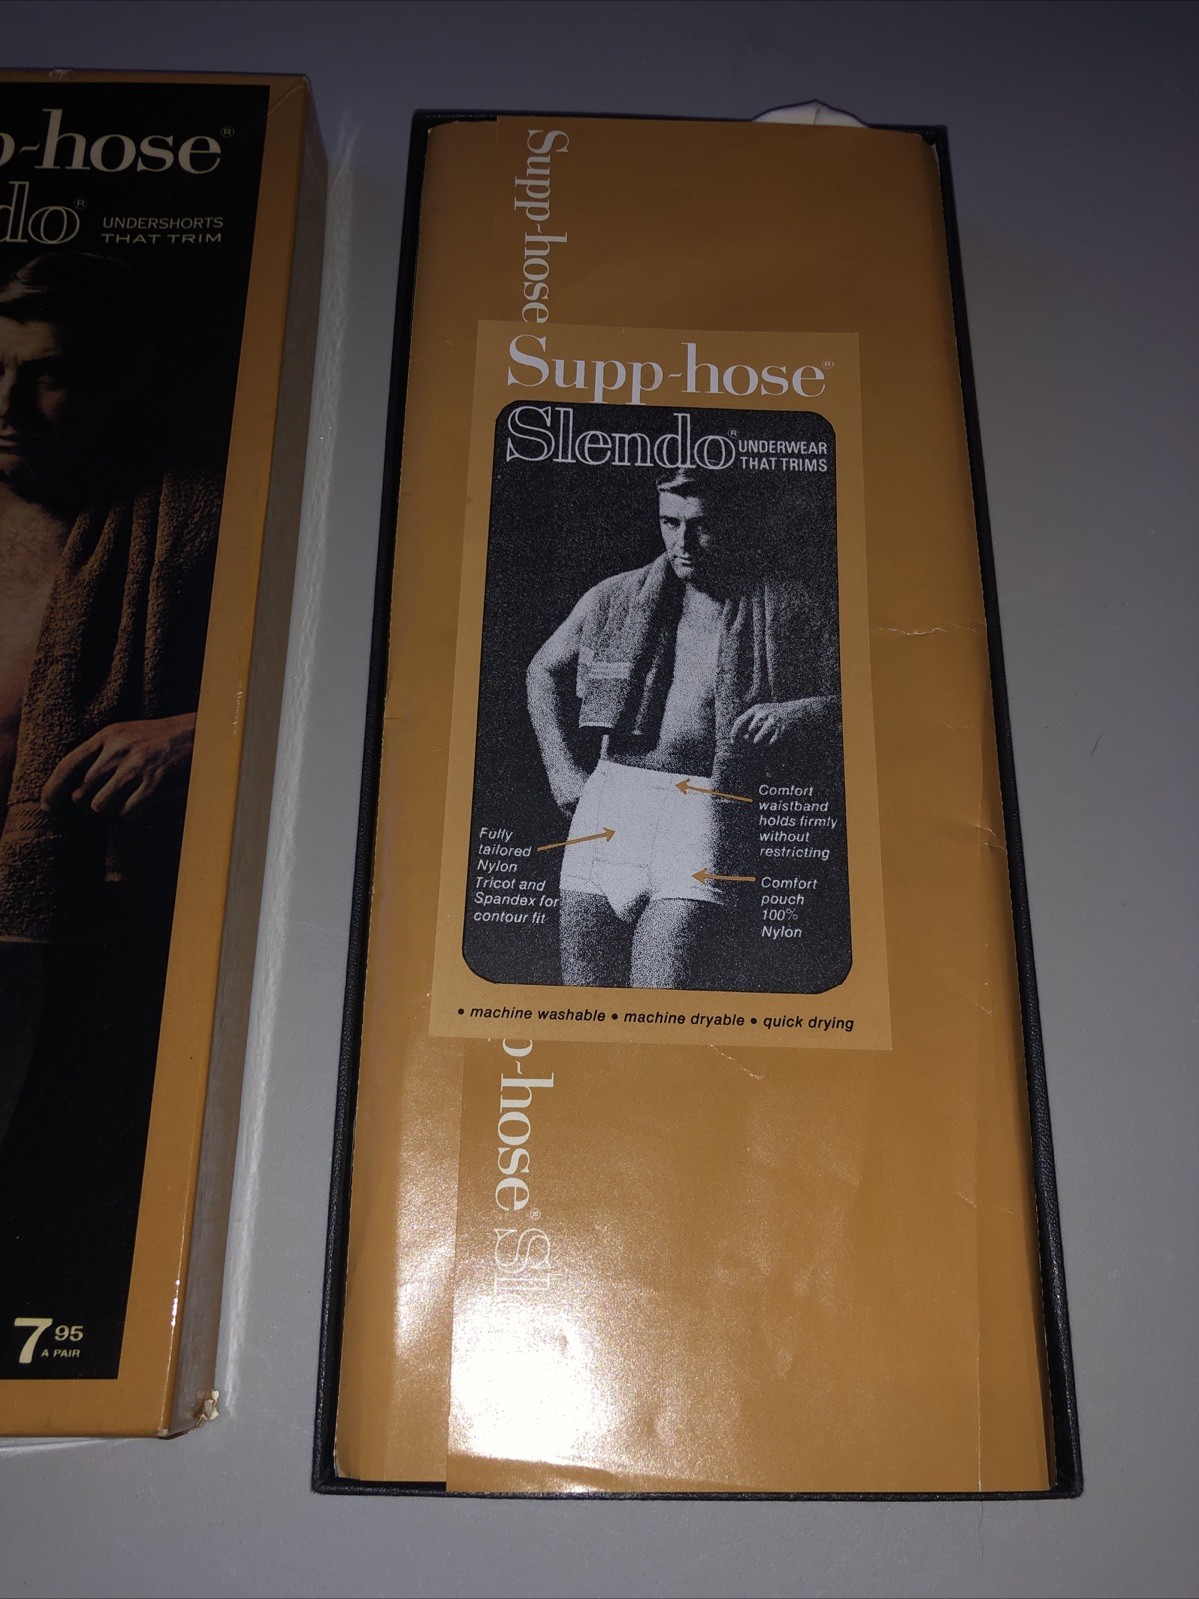 p-hose®
do® UNDERSHORTS
THAT TRIM
7 95
A PAIR
Supp-hose
Supp-hose®
Slendo® UNDERWEAR
THAT TRIMS
Comfort
waistband
holds firmly
without
restricting
Fully
tailored
Nylon
Tricot and
Spandex for
contour fit
Comfort
pouch
100%
Nylon
• machine washable • machine dryable • quick drying
p-hose® Sl